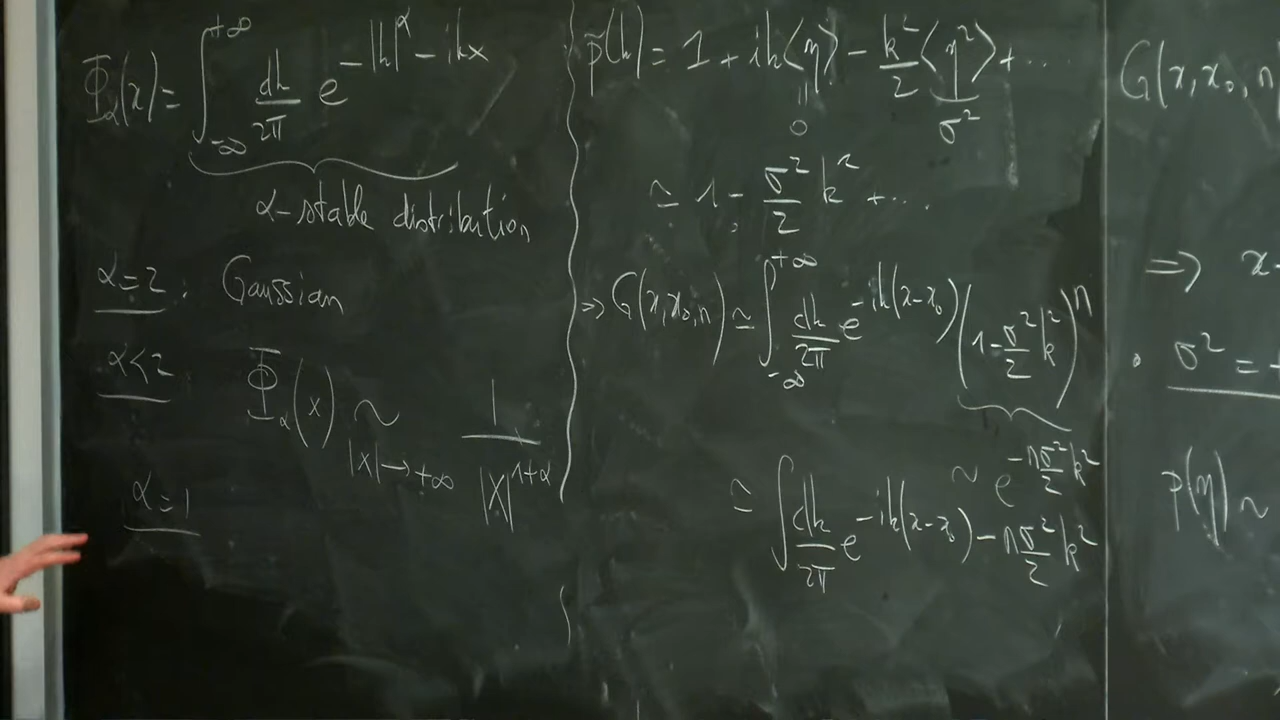 Φ_α(x) = ∫_{-∞}^{+∞} dk/2π e^{-|k|^α - ikx}
α-stable distribution
α=2 : Gaussian
α<2 Φ_α(x) ~_{|x|→+∞} 1/|x|^{1+α}
α=1
p̃(k) = 1 + ik⟨η⟩ - k²/2 ⟨η²⟩ + ....
= 0 σ²
≃ 1 - σ²/2 k² + ...
⇒ G(x,x₀,n) ≃ ∫_{-∞}^{+∞} dk/2π e^{-ik(x-x₀)} (1 - σ²/2 k²)^n
~ e^{-nσ²/2 k²}
≃ ∫ dk/2π e^{-ik(x-x₀) - nσ²/2 k²}
G(x,x₀,n
⇒ x
• σ² = +
p(η) ~